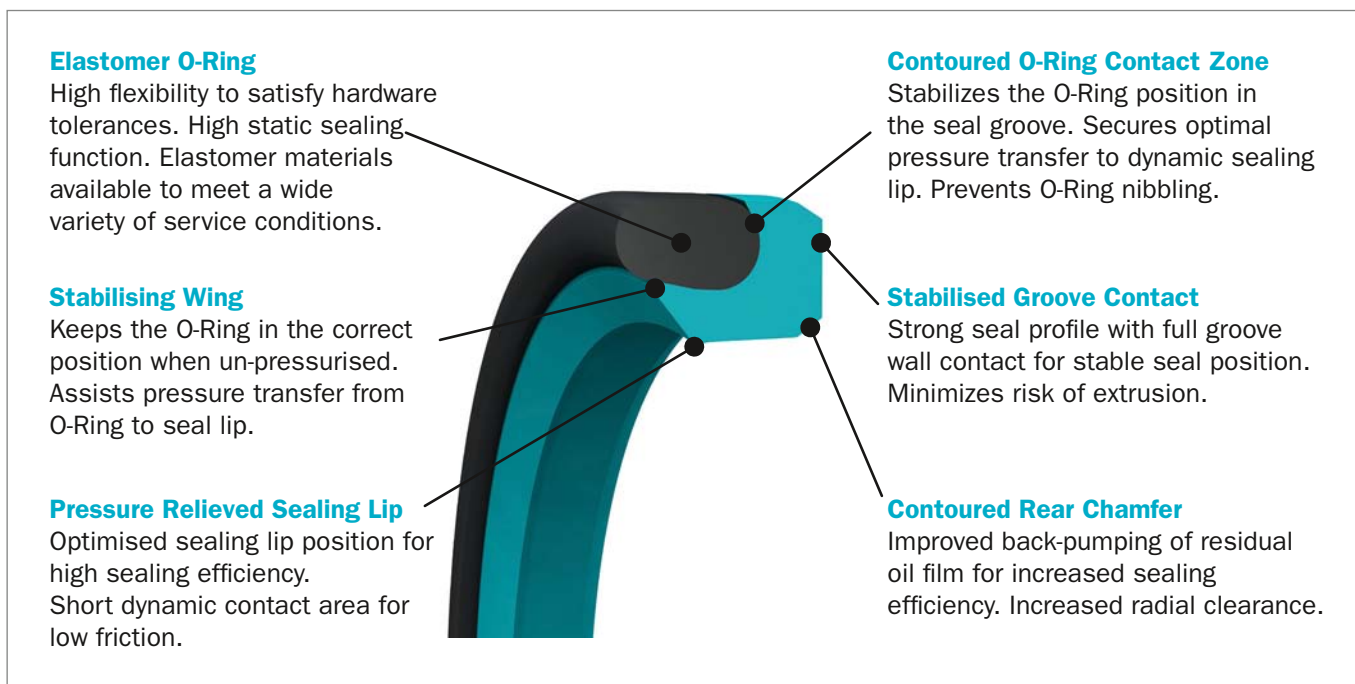 Elastomer O-Ring
High flexibility to satisfy hardware
tolerances. High static sealing
function. Elastomer materials
available to meet a wide
variety of service conditions.
Stabilising Wing
Keeps the O-Ring in the correct
position when un-pressurised.
Assists pressure transfer from
O-Ring to seal lip.
Pressure Relieved Sealing Lip
Optimised sealing lip position for
high sealing efficiency.
Short dynamic contact area for
low friction.
Contoured O-Ring Contact Zone
Stabilizes the O-Ring position in
the seal groove. Secures optimal
pressure transfer to dynamic sealing
lip. Prevents O-Ring nibbling.
Stabilised Groove Contact
Strong seal profile with full groove
wall contact for stable seal position.
Minimizes risk of extrusion.
Contoured Rear Chamfer
Improved back-pumping of residual
oil film for increased sealing
efficiency. Increased radial clearance.